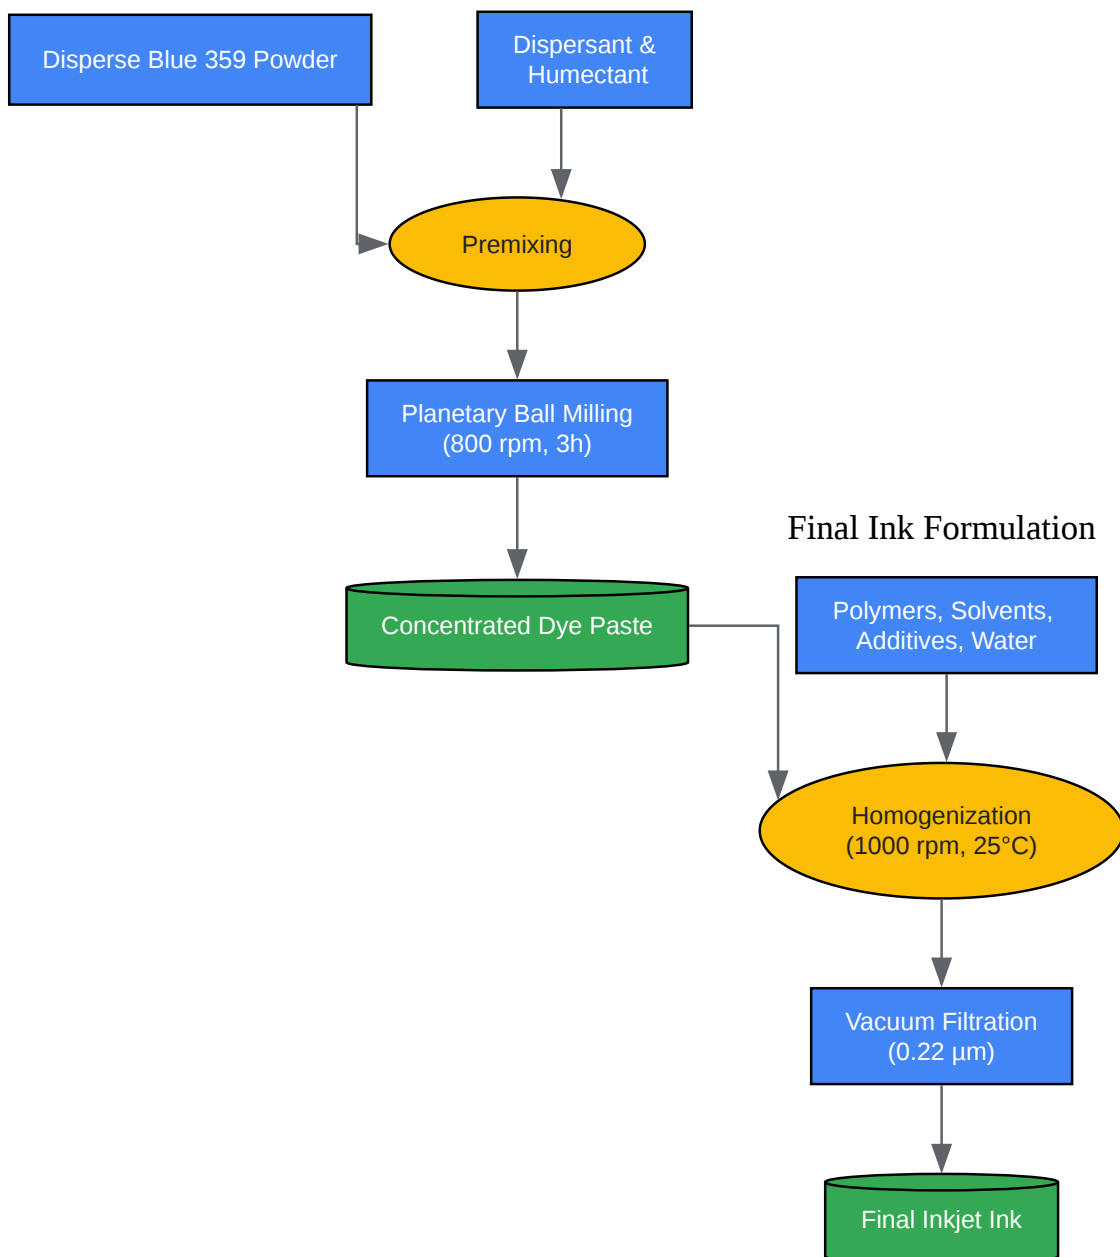 Disperse Blue 359 Powder
Dispersant &
Humectant
Premixing
Planetary Ball Milling
(800 rpm, 3h)
Concentrated Dye Paste
Final Ink Formulation
Polymers, Solvents,
Additives, Water
Homogenization
(1000 rpm, 25°C)
Vacuum Filtration
(0.22 µm)
Final Inkjet Ink